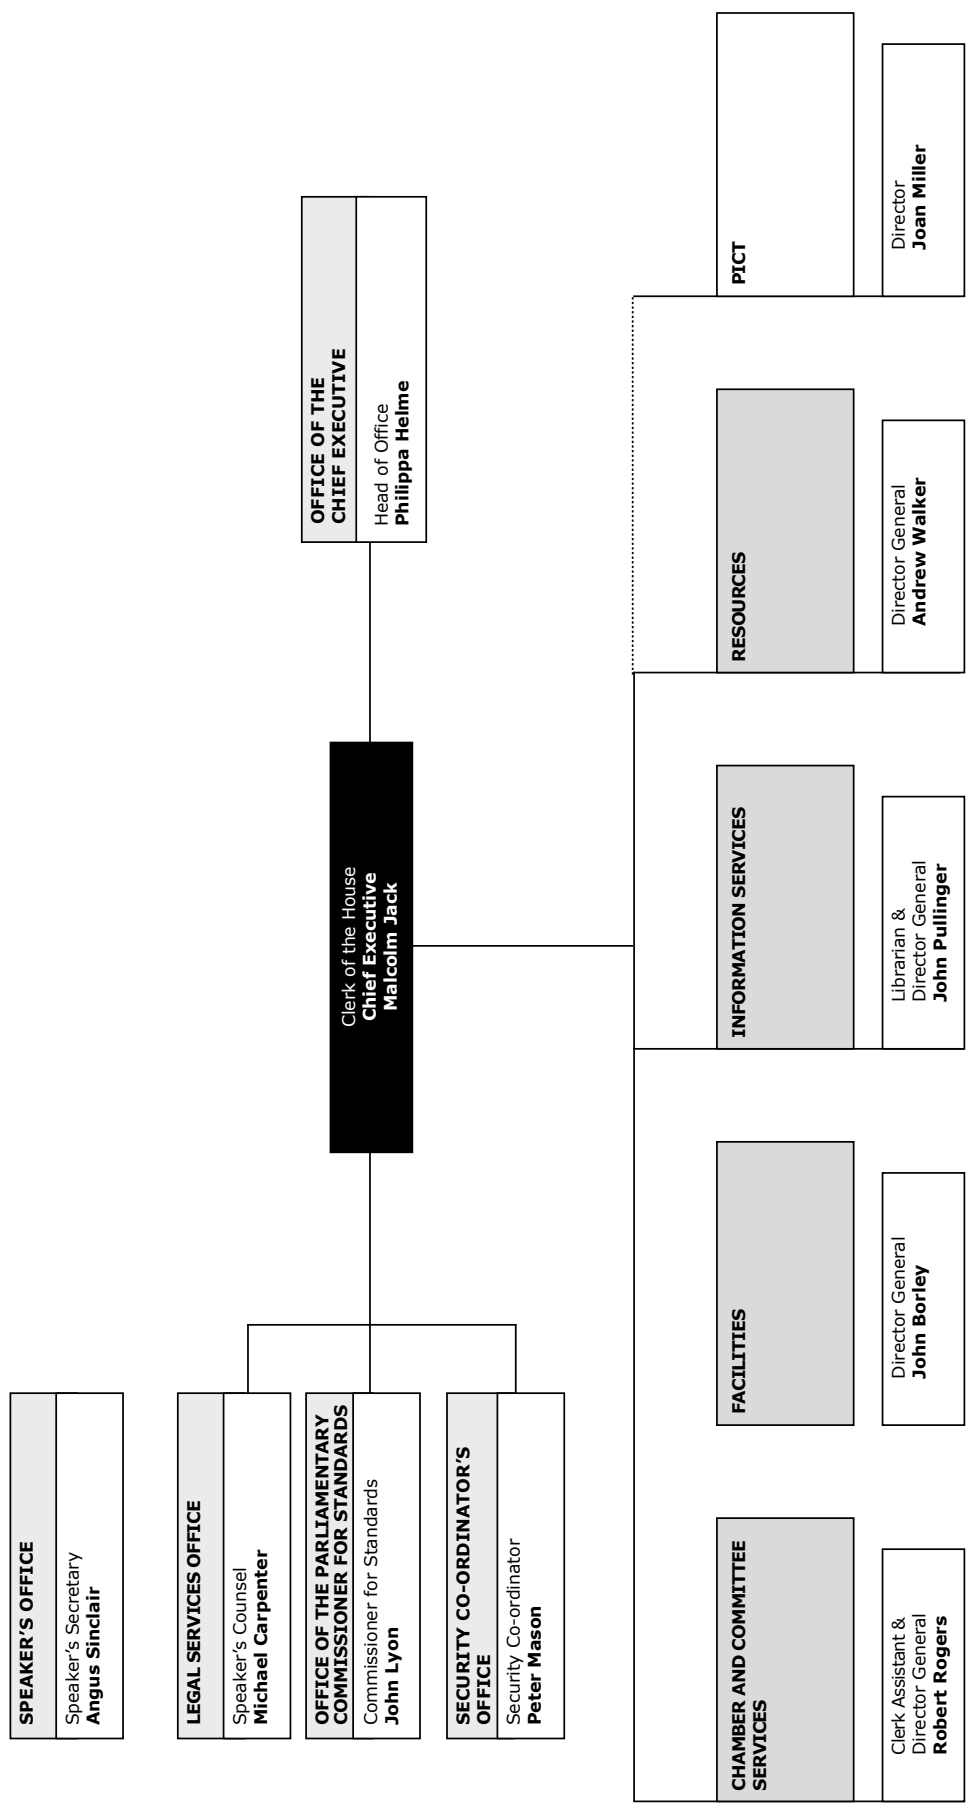 SPEAKER'S OFFICE
Speaker's Secretary
Angus Sinclair
LEGAL SERVICES OFFICE
Speaker's Counsel
Michael Carpenter
OFFICE OF THE PARLIAMENTARY
COMMISSIONER FOR STANDARDS
Commissioner for Standards
John Lyon
SECURITY CO-ORDINATOR'S
OFFICE
Security Co-ordinator
Peter Mason
Clerk of the House
Chief Executive
Malcolm Jack
OFFICE OF THE
CHIEF EXECUTIVE
Head of Office
Philippa Helme
CHAMBER AND COMMITTEE
SERVICES
Clerk Assistant &
Director General
Robert Rogers
FACILITIES
Director General
John Borley
INFORMATION SERVICES
Librarian &
Director General
John Pullinger
RESOURCES
Director General
Andrew Walker
PICT
Director
Joan Miller